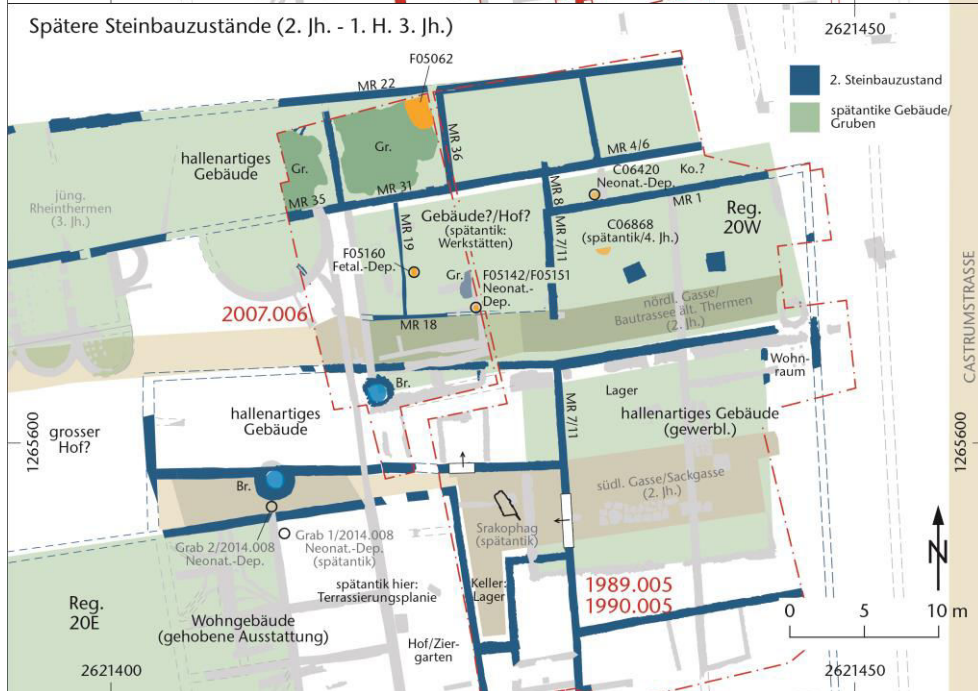 Spätere Steinbauzustände (2. Jh. - 1. H. 3. Jh.)
2621450
F05062
2. Steinbauzustand
spätantike Gebäude/
Gruben
MR 22
hallenartiges
Gebäude
Gr.
Gr.
MR 36
MR 4/6
C06420
Neonat.-Dep.
Ko.?
jüng.
Rheinthermen
(3. Jh.)
MR 35
MR 31
MR 8
MR 1
Reg.
20W
MR 19
Gebäude?/Hof?
(spätantik:
Werkstätten)
MR 7/11
C06868
(spätantik/4. Jh.)
F05160
Fetal.-Dep.
Gr.
F05142/F05151
Neonat.-
Dep.
2007.006
MR 18
nördl. Gasse/
Bautrassee ält. Thermen
(2. Jh.)
CASTRUMSTRASSE
Wohn-
raum
Br.
Lager
hallenartiges
Gebäude
MR 7/11
hallenartiges Gebäude
(gewerbl.)
grosser
Hof?
1265600
1265600
Br.
südl. Gasse/Sackgasse
(2. Jh.)
Srakophag
(spätantik)
Grab 2/2014.008
Neonat.-Dep.
Grab 1/2014.008
Neonat.-Dep.
(spätantik)
spätantik hier:
Terrassierungsplanie
Keller:
Lager
1989.005
1990.005
N
Reg.
20E
Wohngebäude
(gehobene Ausstattung)
Hof/Zier-
garten
0 5 10 m
2621400
2621450